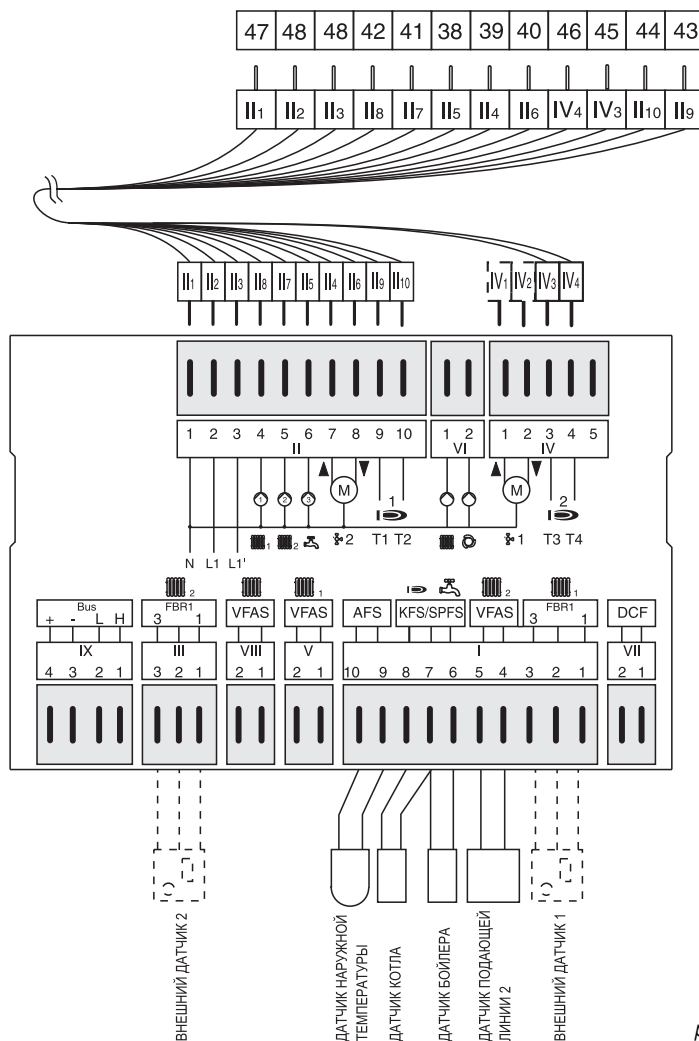 47 48 48 42 41 38 39 40 46 45 44 43
II1 II2 II3 II8 II7 II5 II4 II6 IV4 IV3 II10 II9
II1 II2 II3 II8 II7 II5 II4 II6 II9 II10 IV1 IV2 IV3 IV4
1 2 3 4 5 6 7 8 9 10 1 2 1 2 3 4 5
II VI IV
1 2 3 M 1 M 2
1 2 2 T1 T2 1 T3 T4
N L1 L1'
2 1 2 1
Bus FBR1 VFAS VFAS AFS KFS/SPFS VFAS FBR1 DCF
+ - L H 3 1 3 1
IX III VIII V I VII
4 3 2 1 3 2 1 2 1 2 1 10 9 8 7 6 5 4 3 2 1 2 1
ВНЕШНИЙ ДАТЧИК 2
ДАТЧИК НАРУЖНОЙ
ТЕМПЕРАТУРЫ
ДАТЧИК КОТЛА
ДАТЧИК БОЙЛЕРА
ДАТЧИК ПОДАЮЩЕЙ
ЛИНИИ 2
ВНЕШНИЙ ДАТЧИК 1